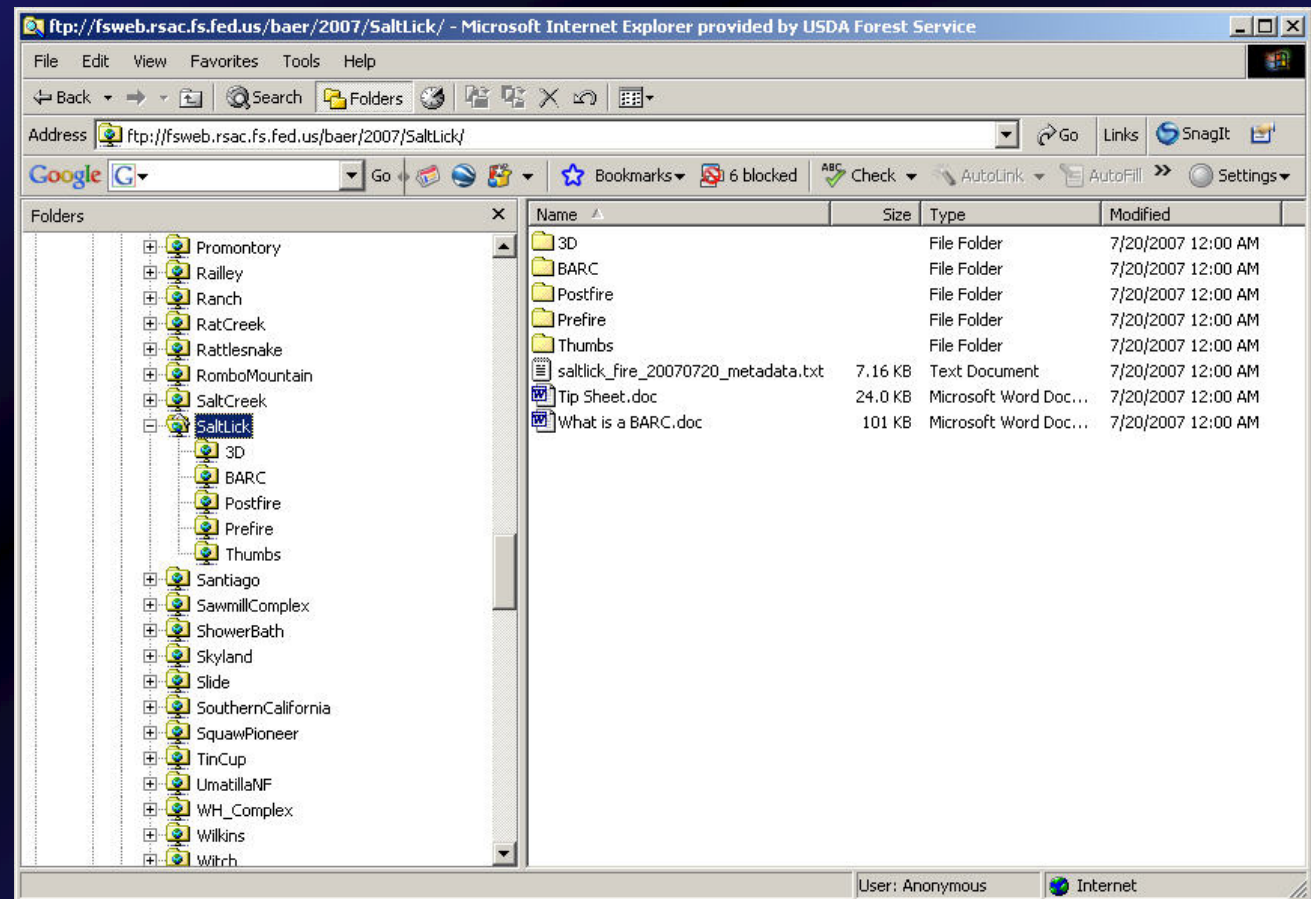 ftp://fsweb.rsac.fs.fed.us/baer/2007/SaltLick/ - Microsoft Internet Explorer provided by USDA Forest Service
File Edit View Favorites Tools Help
Back Search Folders
Address ftp://fsweb.rsac.fs.fed.us/baer/2007/SaltLick/ Go Links SnagIt
Google G Go Bookmarks 6 blocked ABC Check AutoLink AutoFill Settings
Folders
Promontory
Railley
Ranch
RatCreek
Rattlesnake
RomboMountain
SaltCreek
SaltLick
3D
BARC
Postfire
Prefire
Thumbs
Santiago
SawmillComplex
ShowerBath
Skyland
Slide
SouthernCalifornia
SquawPioneer
TinCup
UmatillaNF
WH_Complex
Wilkins
Witch
Name Size Type Modified
3D File Folder 7/20/2007 12:00 AM
BARC File Folder 7/20/2007 12:00 AM
Postfire File Folder 7/20/2007 12:00 AM
Prefire File Folder 7/20/2007 12:00 AM
Thumbs File Folder 7/20/2007 12:00 AM
saltlick_fire_20070720_metadata.txt 7.16 KB Text Document 7/20/2007 12:00 AM
Tip Sheet.doc 24.0 KB Microsoft Word Doc... 7/20/2007 12:00 AM
What is a BARC.doc 101 KB Microsoft Word Doc... 7/20/2007 12:00 AM
User: Anonymous Internet